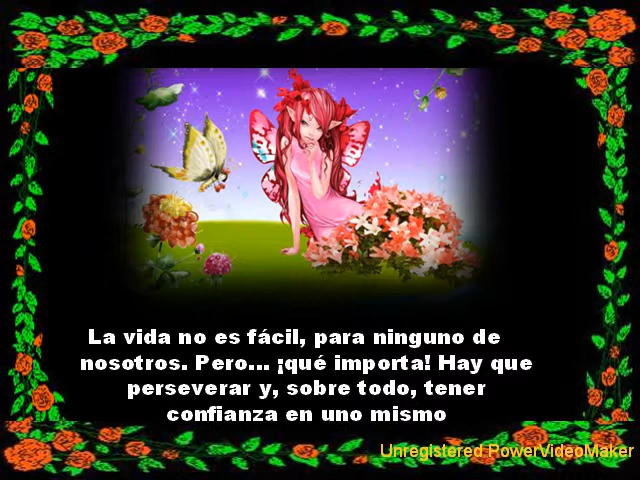 La vida no es fácil, para ninguno de
nosotros. Pero... ¡qué importa! Hay que
perseverar y, sobre todo, tener
confianza en uno mismo
Unregistered PowerVideoMaker